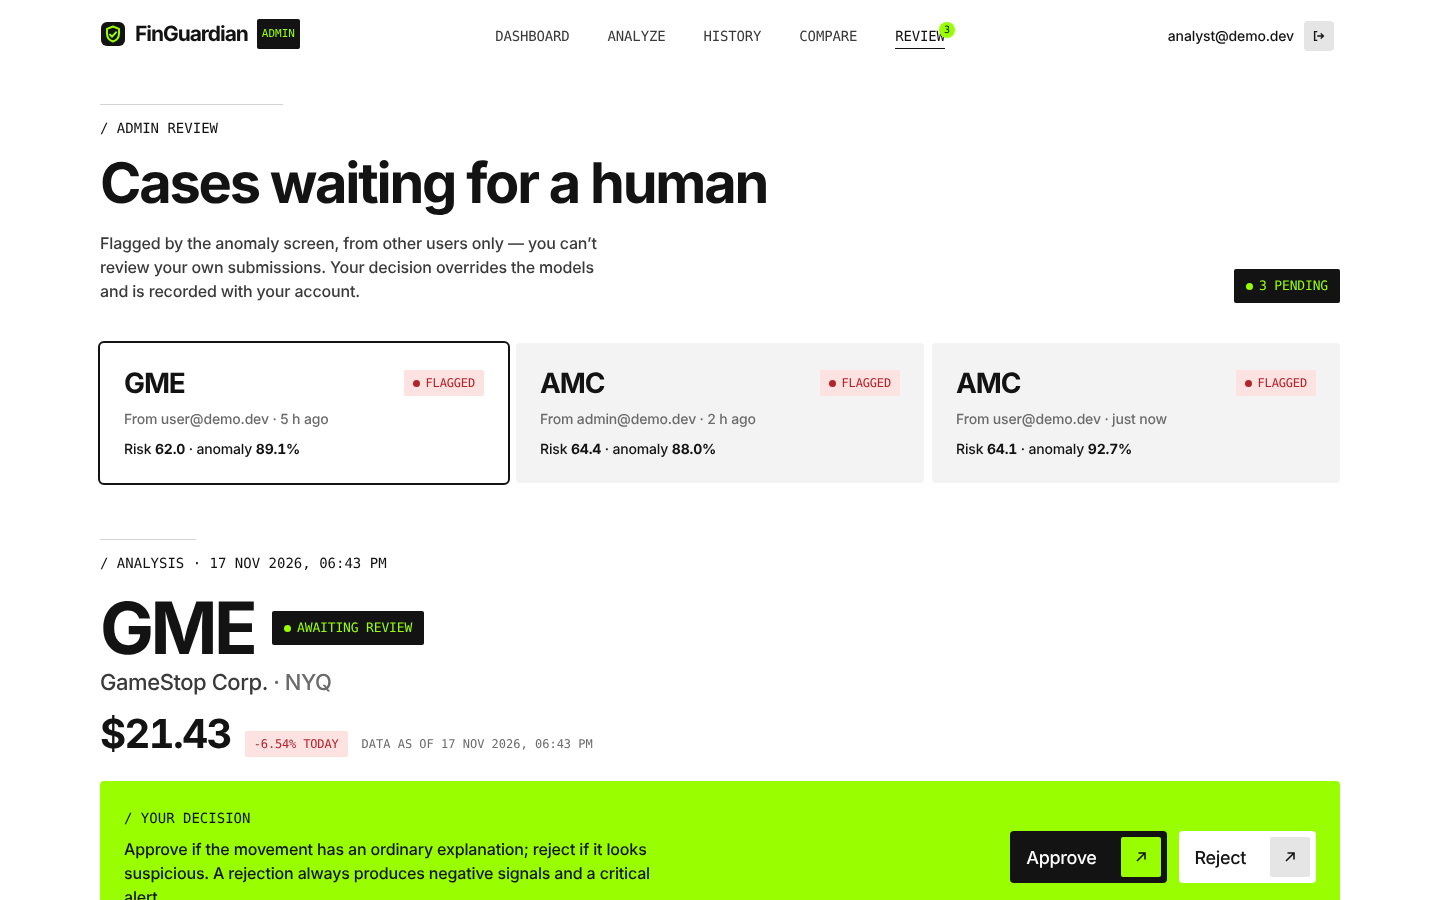 FinGuardian ADMIN
DASHBOARD ANALYZE HISTORY COMPARE REVIEW 3
analyst@demo.dev
/ ADMIN REVIEW
Cases waiting for a human
Flagged by the anomaly screen, from other users only — you can’t
review your own submissions. Your decision overrides the models
and is recorded with your account.
3 PENDING
GME FLAGGED
From user@demo.dev · 5 h ago
Risk 62.0 · anomaly 89.1%
AMC FLAGGED
From admin@demo.dev · 2 h ago
Risk 64.4 · anomaly 88.0%
AMC FLAGGED
From user@demo.dev · just now
Risk 64.1 · anomaly 92.7%
/ ANALYSIS · 17 NOV 2026, 06:43 PM
GME AWAITING REVIEW
GameStop Corp. · NYQ
$21.43 -6.54% TODAY DATA AS OF 17 NOV 2026, 06:43 PM
/ YOUR DECISION
Approve if the movement has an ordinary explanation; reject if it looks
suspicious. A rejection always produces negative signals and a critical
alert.
Approve
Reject